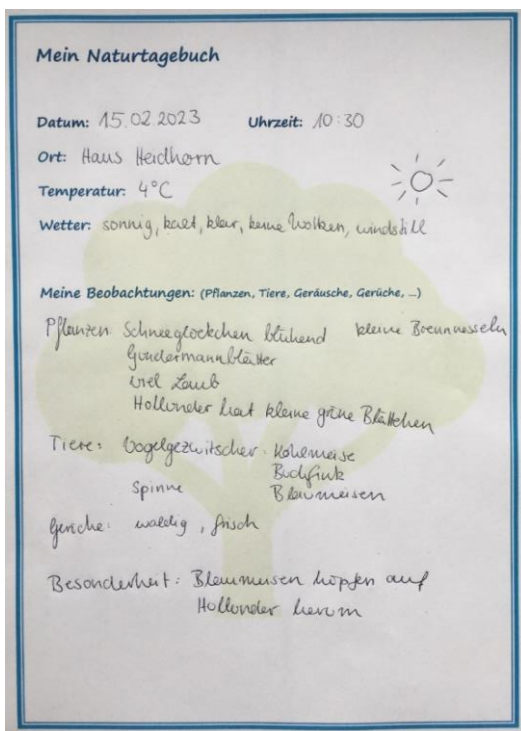 Mein Naturtagebuch
Datum: 15.02.2023 Uhrzeit: 10:30
Ort: Haus Heidhorn
Temperatur: 4°C
Wetter: sonnig, kalt, klar, keine Wolken, windstill
Meine Beobachtungen: (Pflanzen, Tiere, Geräusche, Gerüche, ...)
Pflanzen: Schneeglöckchen blühend kleine Brennnesseln
Gundermannblätter
viel Laub
Hollunder hat kleine grüne Blättchen
Tiere: Vogelgezwitscher: Kohlmeise
Buchfink
Spinne Blaumeisen
Gerüche: waldig, frisch
Besonderheit: Blaumeisen hüpfen auf
Hollunder herum